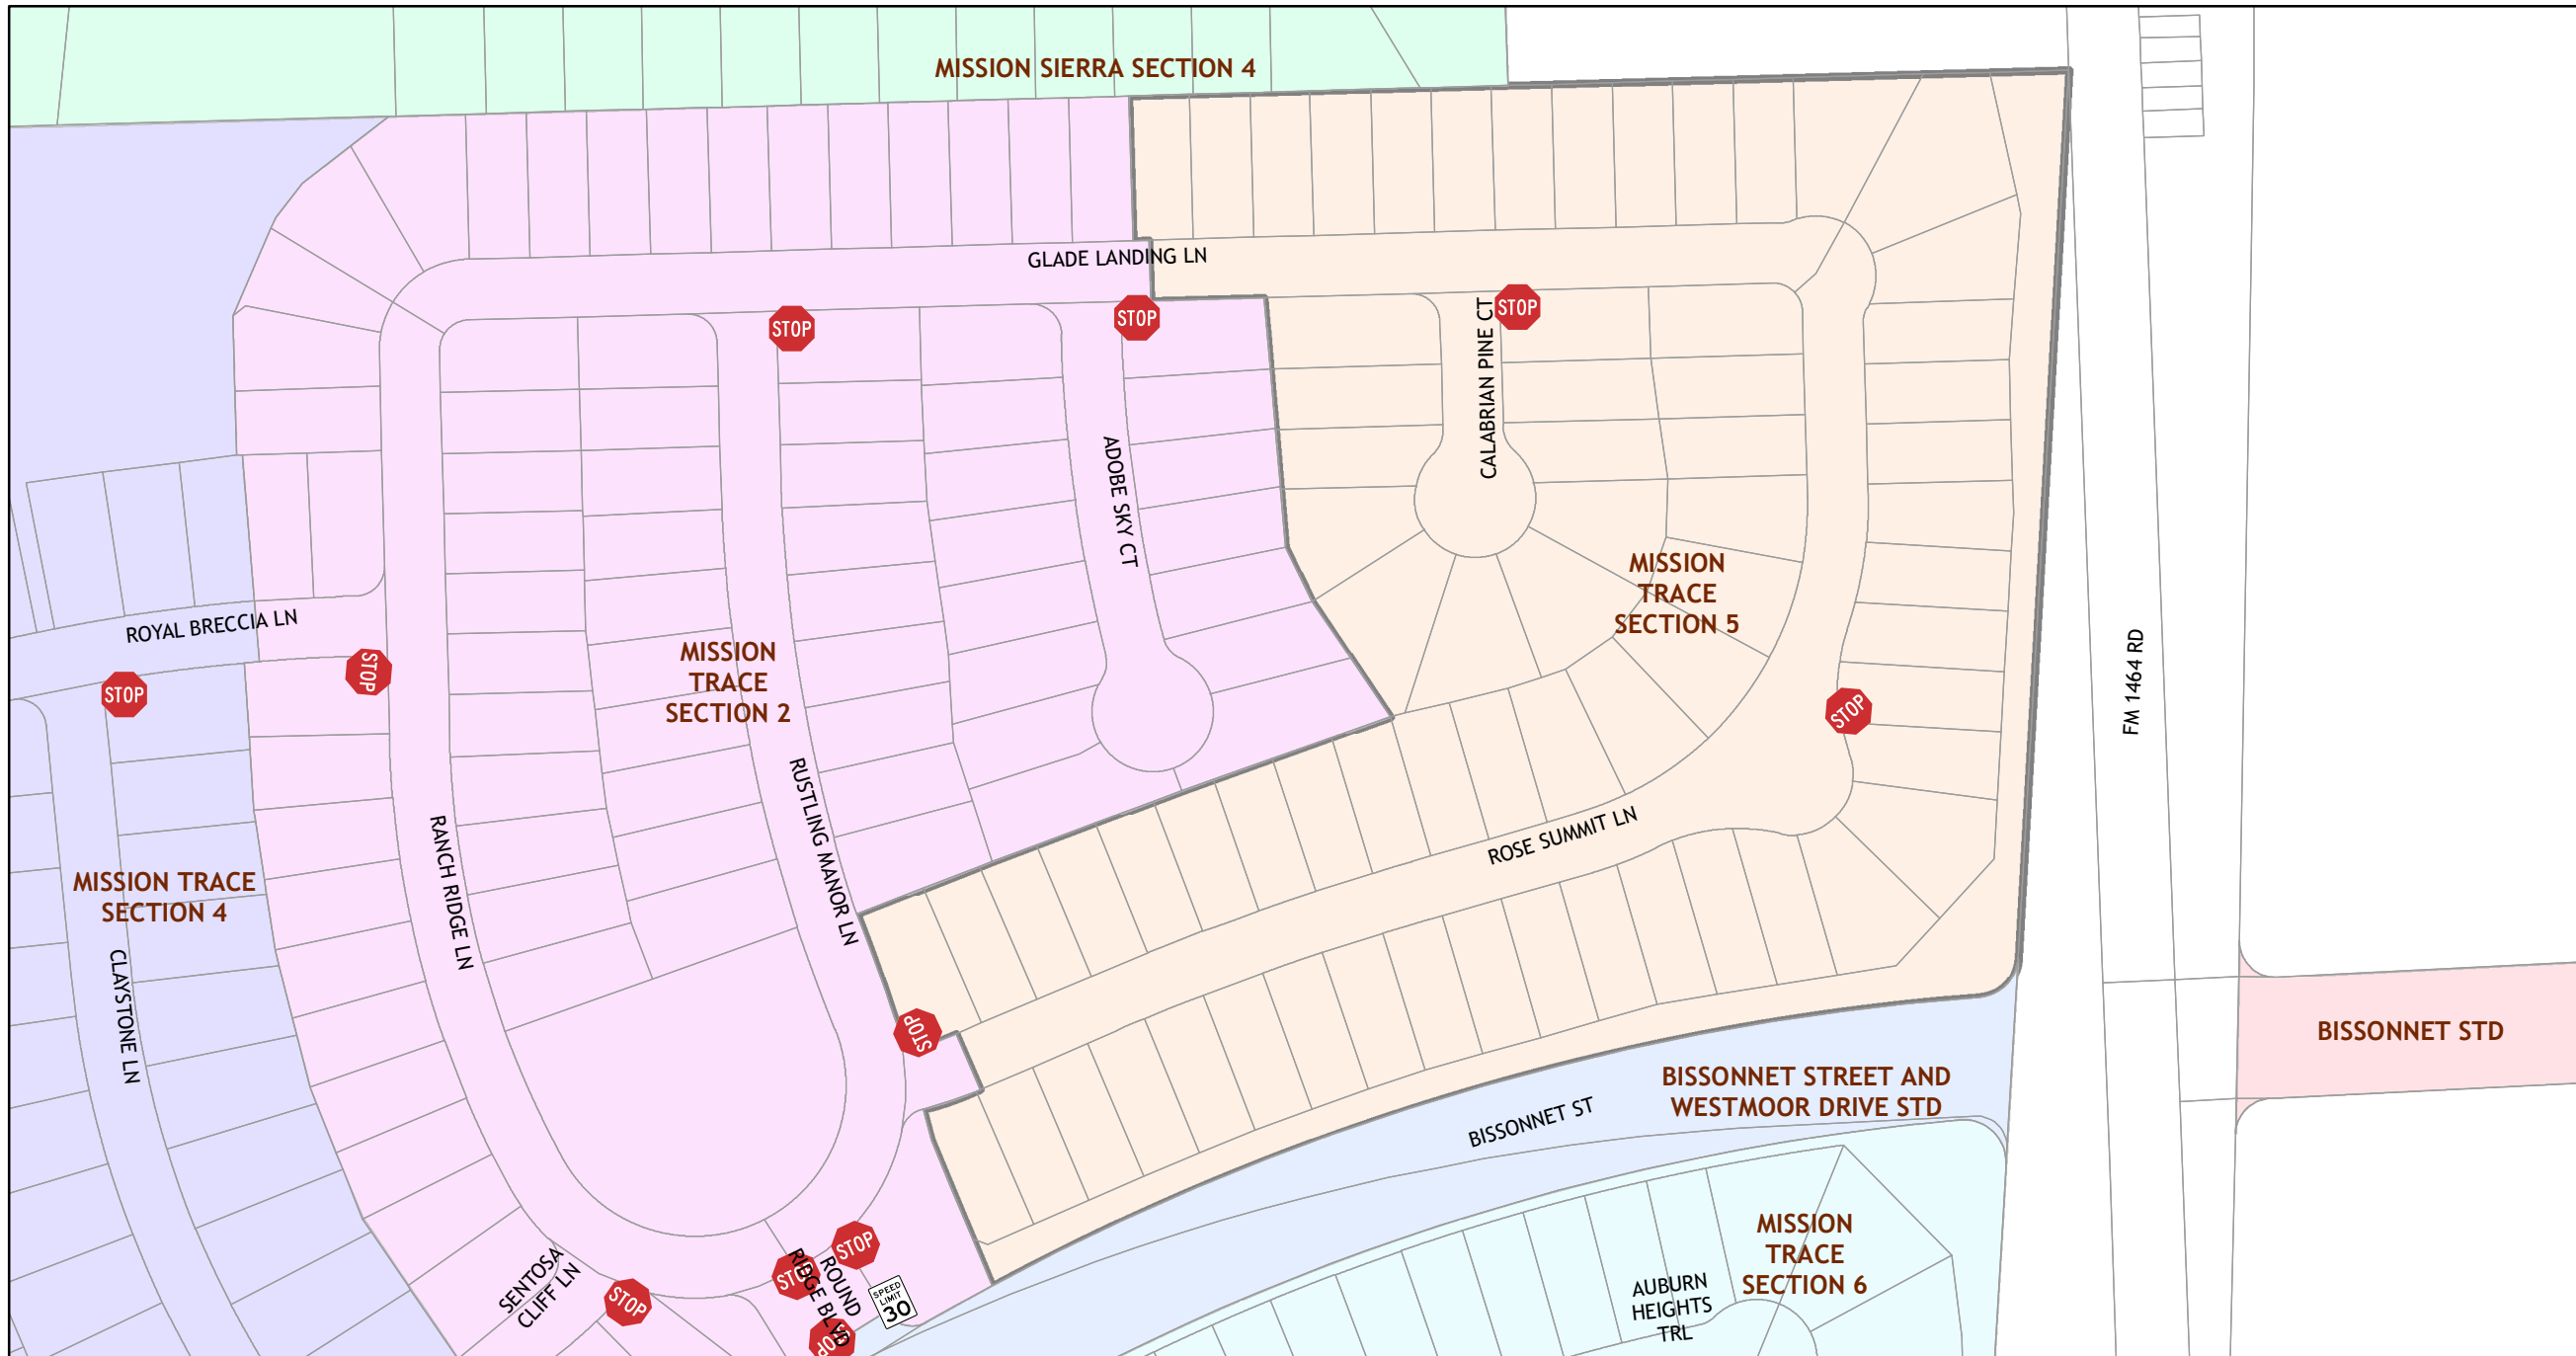 MISSION SIERRA SECTION 4
GLADE LANDING LN
STOP
STOP
STOP
CALABRIAN PINE CT
ADOBE SKY CT
MISSION
TRACE
SECTION 5
ROYAL BRECCIA LN
STOP
STOP
MISSION
TRACE
SECTION 2
FM 1464 RD
STOP
RUSTLING MANOR LN
RANCH RIDGE LN
ROSE SUMMIT LN
MISSION TRACE
SECTION 4
CLAYSTONE LN
STOP
BISSONNET STD
BISSONNET STREET AND
WESTMOOR DRIVE STD
BISSONNET ST
MISSION
TRACE
SECTION 6
SENTOSA
CLIFF LN
STOP
STOP
STOP
ROUND
RIDGE BLVD
SPEED
LIMIT
30
STOP
AUBURN
HEIGHTS
TRL